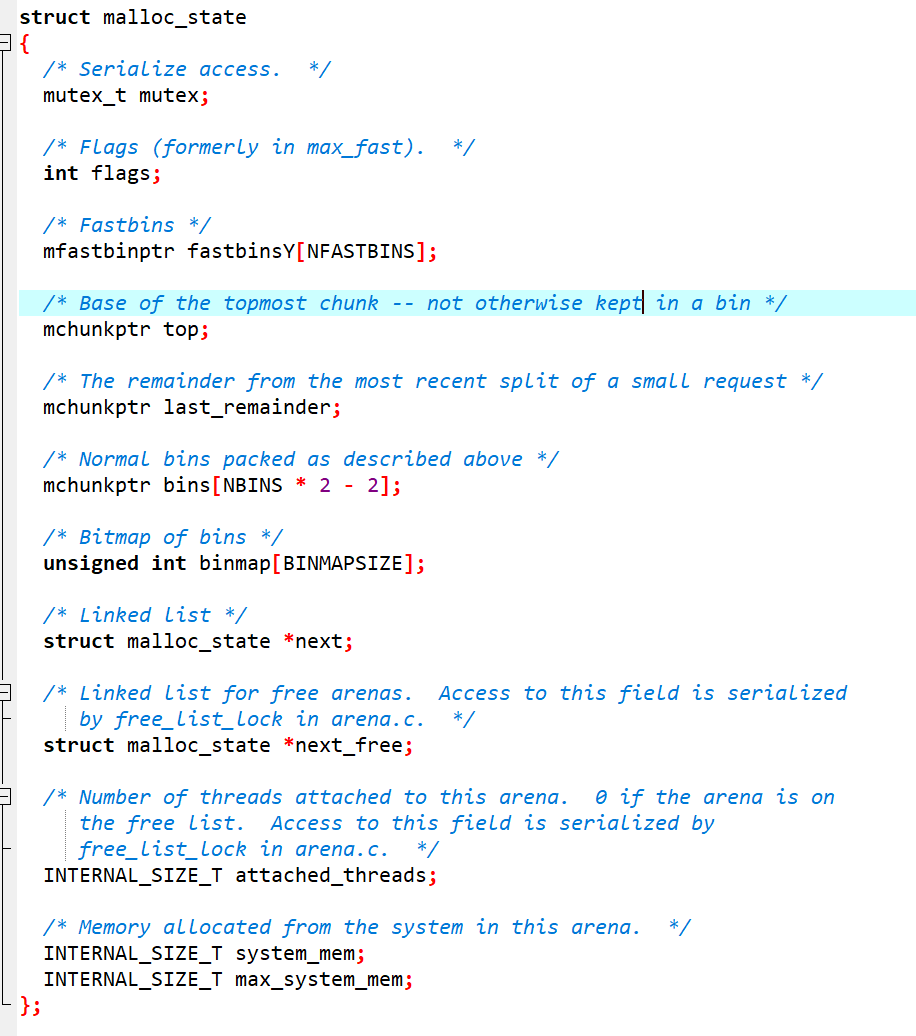 struct malloc_state
{
/* Serialize access.  */
mutex_t mutex;
/* Flags (formerly in max_fast).  */
int flags;
/* Fastbins */
mfastbinptr fastbinsY[NFASTBINS];
/* Base of the topmost chunk -- not otherwise kept in a bin */
mchunkptr top;
/* The remainder from the most recent split of a small request */
mchunkptr last_remainder;
/* Normal bins packed as described above */
mchunkptr bins[NBINS * 2 - 2];
/* Bitmap of bins */
unsigned int binmap[BINMAPSIZE];
/* Linked list */
struct malloc_state *next;
/* Linked list for free arenas.  Access to this field is serialized
by free_list_lock in arena.c.  */
struct malloc_state *next_free;
/* Number of threads attached to this arena.  0 if the arena is on
the free list.  Access to this field is serialized by
free_list_lock in arena.c.  */
INTERNAL_SIZE_T attached_threads;
/* Memory allocated from the system in this arena.  */
INTERNAL_SIZE_T system_mem;
INTERNAL_SIZE_T max_system_mem;
};